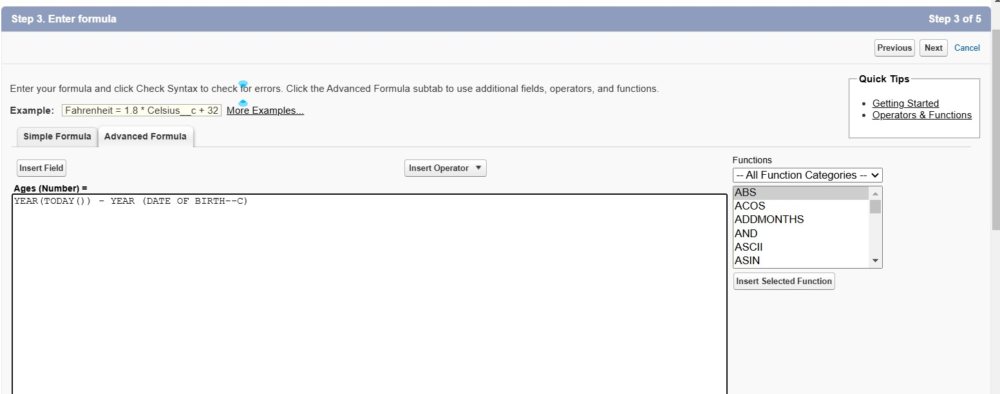 Step 3. Enter formula Step 3 of 5
Previous Next Cancel
Enter your formula and click Check Syntax to check for errors. Click the Advanced Formula subtab to use additional fields, operators, and functions.
Quick Tips
Example: Fahrenheit = 1.8 * Celsius__c + 32 More Examples...
Getting Started
Operators & Functions
Simple Formula Advanced Formula
Insert Field Insert Operator
Functions
-- All Function Categories --
Ages (Number) =
YEAR(TODAY()) - YEAR (DATE OF BIRTH--C)
ABS
ACOS
ADDMONTHS
AND
ASCII
ASIN
Insert Selected Function